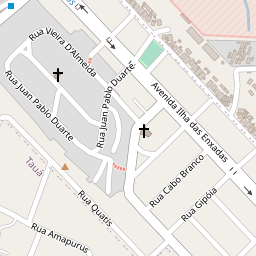 Rua Vieira D'Almeida
Rua Juan Pablo Duarte
Rua Juan Pablo Duarte
Avenida Ilha das Enxadas
Tauá
Rua Cabo Branco
Rua Gipóia
Rua Quatis
Rua Amapurus